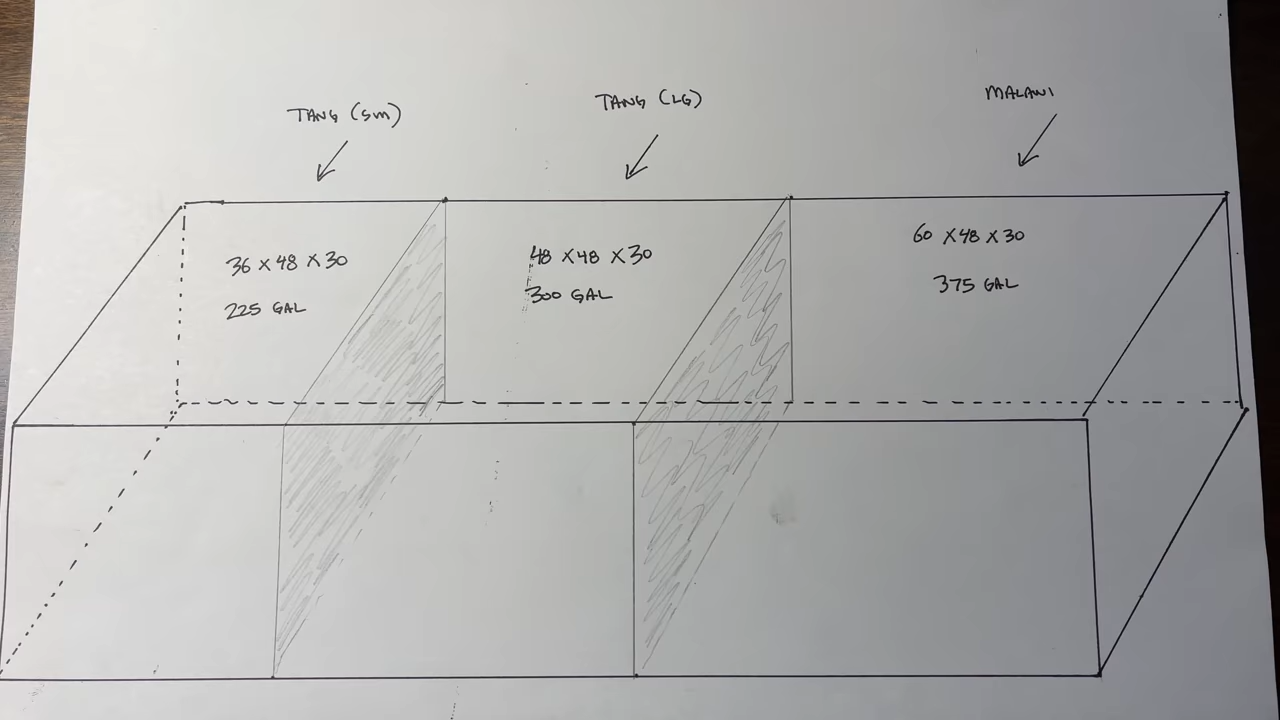 TANG (SM)
TANG (LG)
MALAWI
36 X 48 X 30
225 GAL
48 X 48 X 30
300 GAL
60 X 48 X 30
375 GAL